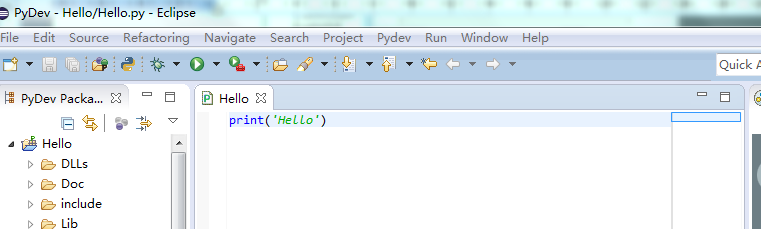 PyDev - Hello/Hello.py - Eclipse
File Edit Source Refactoring Navigate Search Project Pydev Run Window Help
Quick A
PyDev Packa...
Hello
print('Hello')
Hello
DLLs
Doc
include
Lib